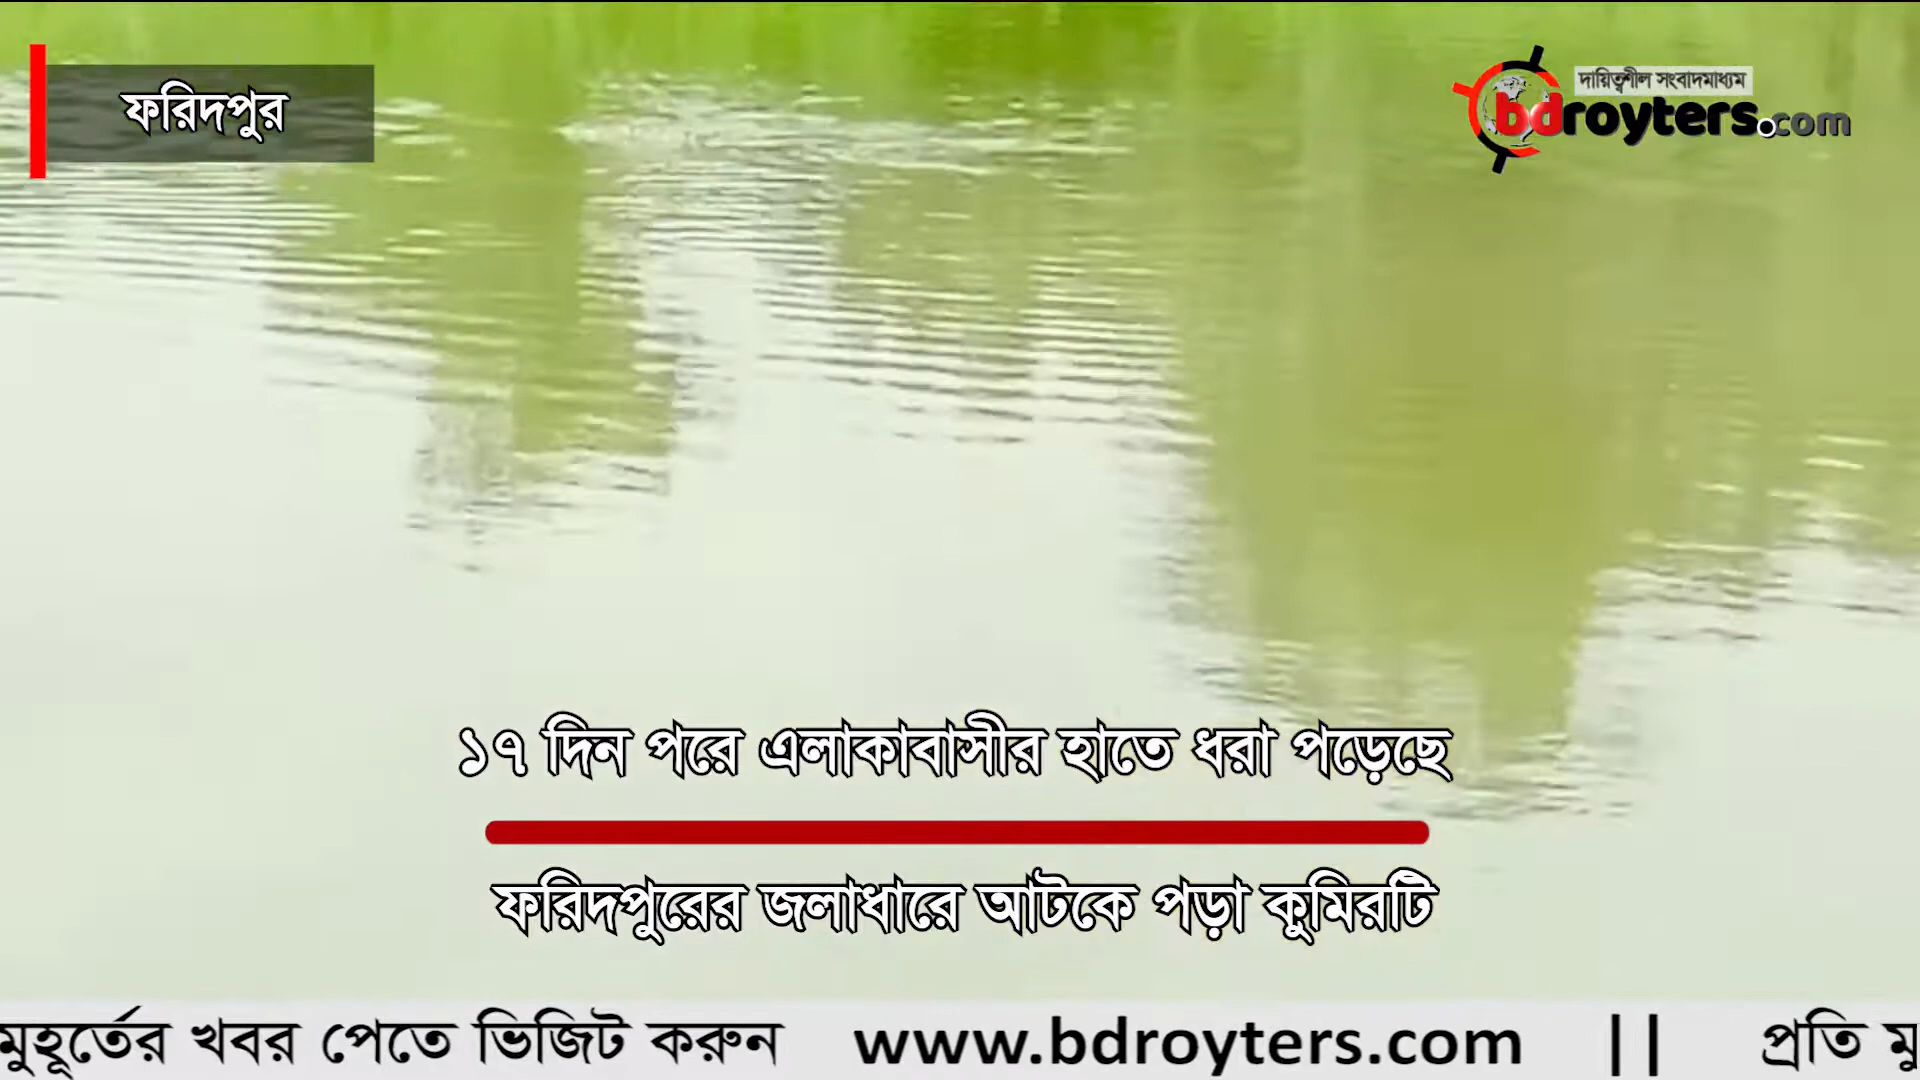 ফরিদপুর
দায়িত্বশীল সংবাদমাধ্যম
bdroyters.com
১৭ দিন পরে এলাকাবাসীর হাতে ধরা পড়েছে
ফরিদপুরের জলাধারে আটকে পড়া কুমিরটি
মুহূর্তের খবর পেতে ভিজিট করুন www.bdroyters.com || প্রতি মু